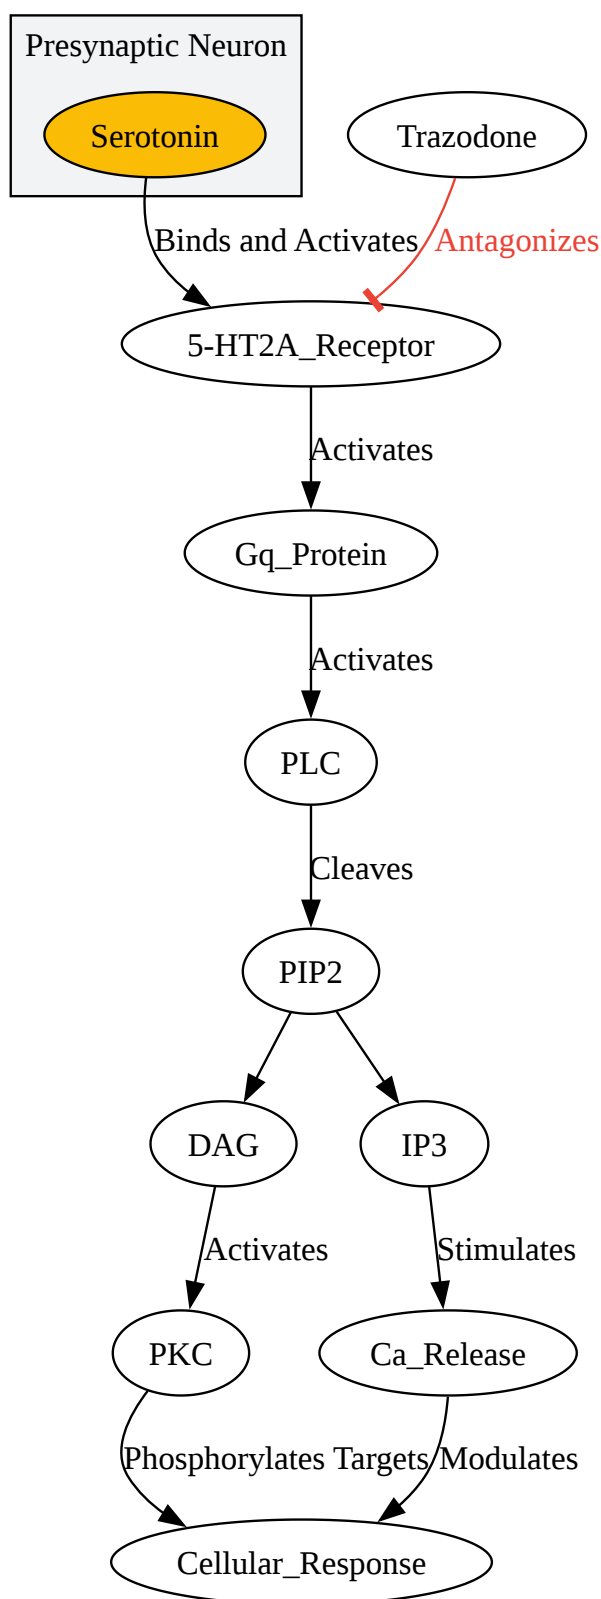 Presynaptic Neuron
Serotonin
Trazodone
Binds and Activates
Antagonizes
5-HT2A_Receptor
Activates
Gq_Protein
Activates
PLC
Cleaves
PIP2
DAG
IP3
Activates
Stimulates
PKC
Ca_Release
Phosphorylates Targets
Modulates
Cellular_Response